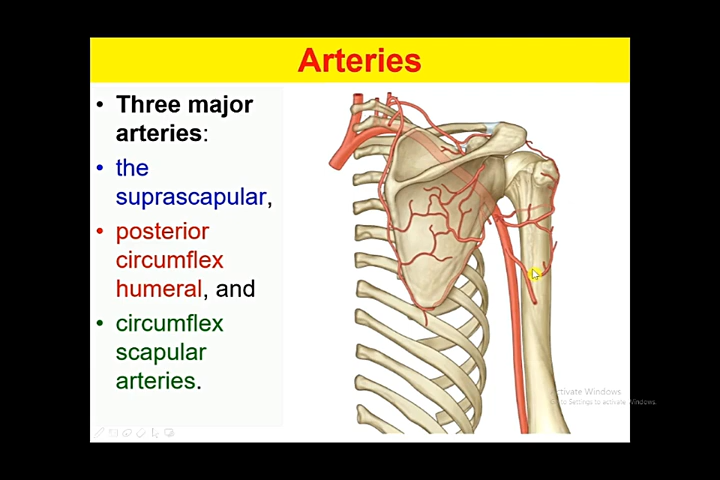 Arteries
• Three major
arteries:
• the
suprascapular,
• posterior
circumflex
humeral, and
• circumflex
scapular
arteries.
Activate Windows
Go to Settings to activate Windows.